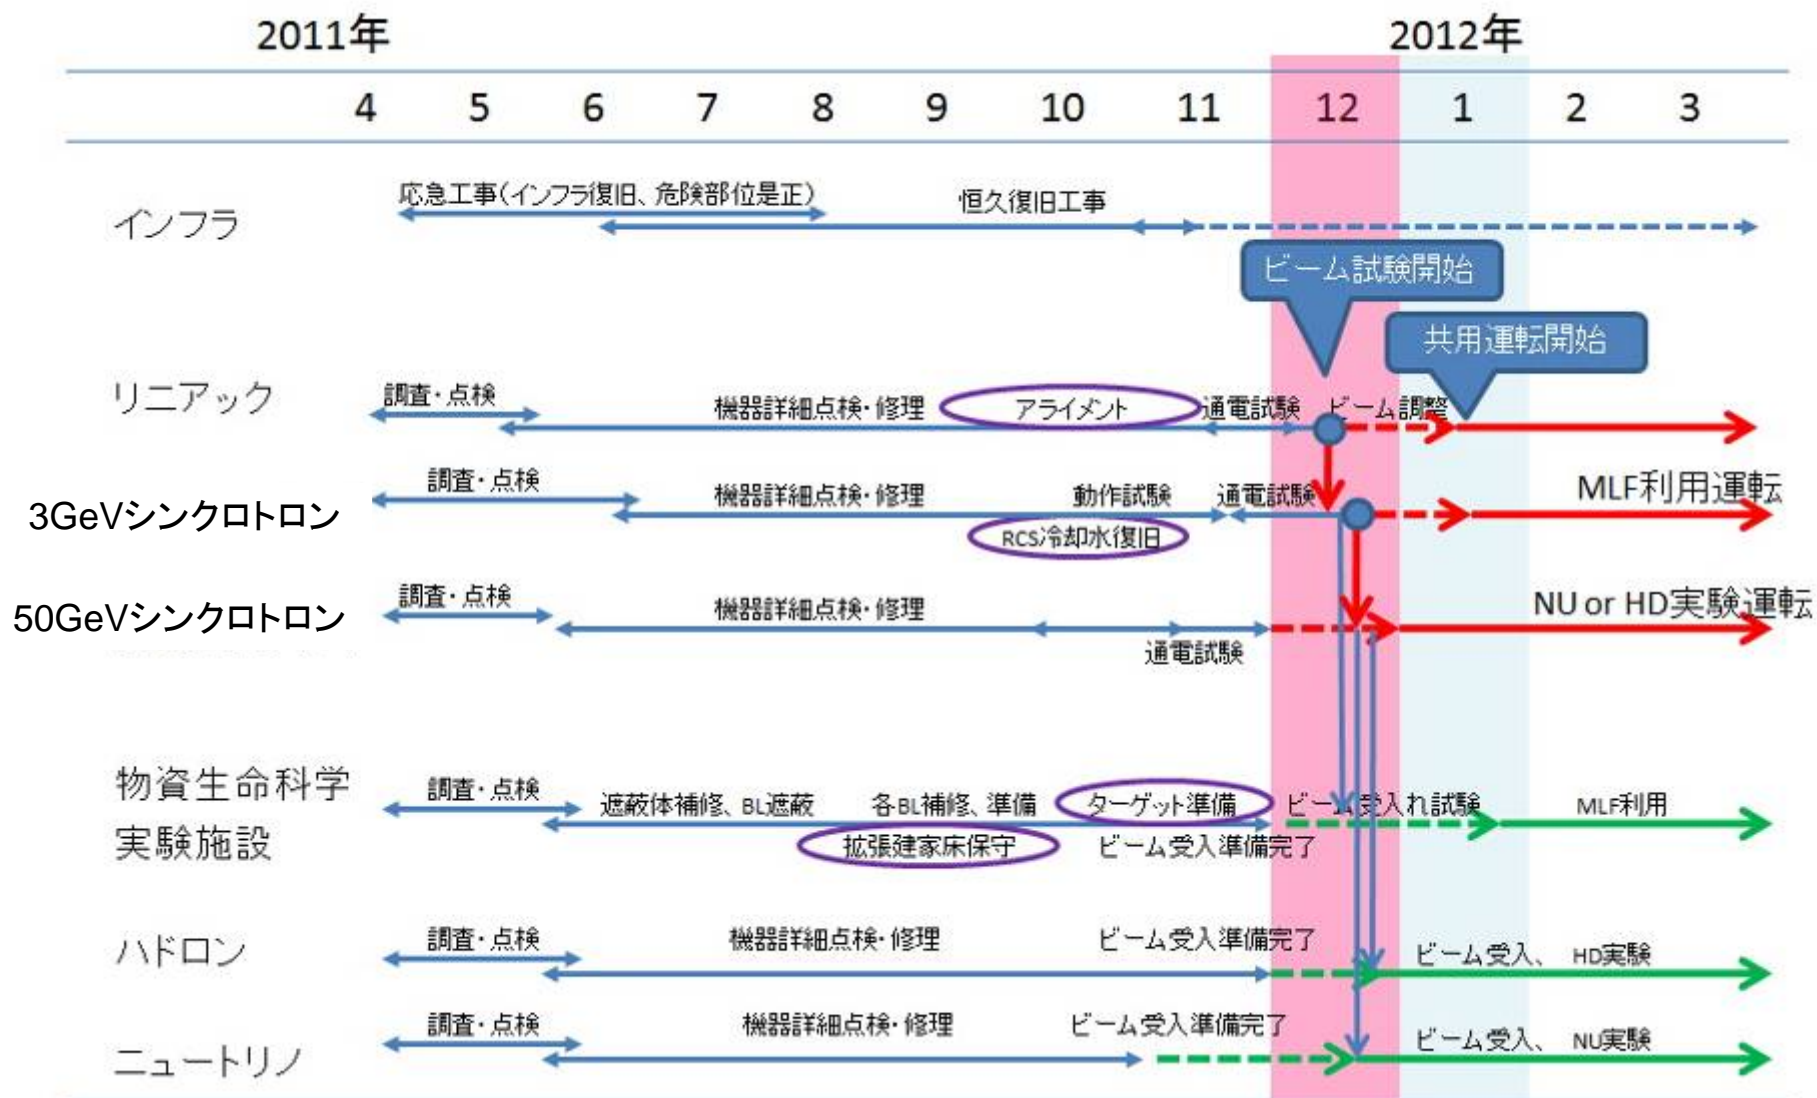 2011年 2012年
4 5 6 7 8 9 10 11 12 1 2 3
応急工事(インフラ復旧、危険部位是正)
恒久復旧工事
インフラ
ビーム試験開始
共用運転開始
リニアック
調査・点検
機器詳細点検・修理
アライメント
通電試験
ビーム調整
3GeVシンクロトロン
調査・点検
機器詳細点検・修理
動作試験
通電試験
MLF利用運転
RCS冷却水復旧
50GeVシンクロトロン
調査・点検
機器詳細点検・修理
NU or HD実験運転
通電試験
物資生命科学
実験施設
調査・点検
遮蔽体補修、BL遮蔽
各BL補修、準備
ターゲット準備
ビーム受入れ試験
MLF利用
拡張建家床保守
ビーム受入準備完了
ハドロン
調査・点検
機器詳細点検・修理
ビーム受入準備完了
ビーム受入、 HD実験
ニュートリノ
調査・点検
機器詳細点検・修理
ビーム受入準備完了
ビーム受入、 NU実験